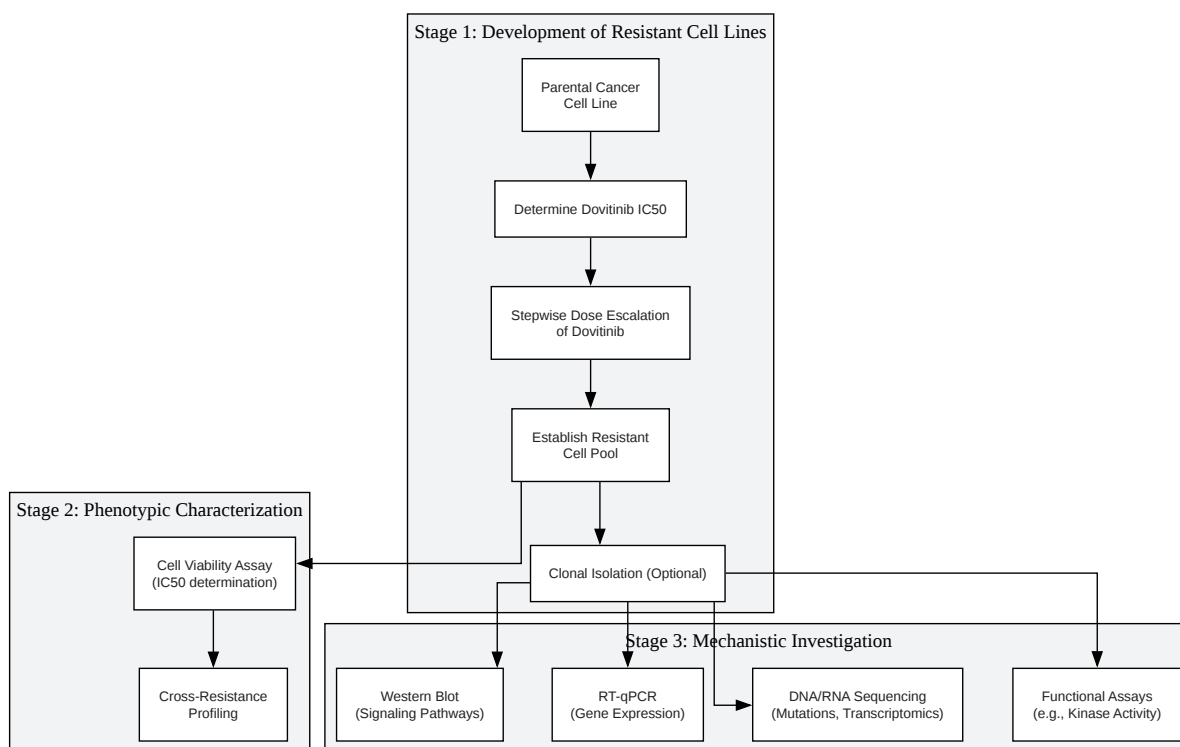 Stage 1: Development of Resistant Cell Lines
Parental Cancer
Cell Line
Determine Dovitinib IC50
Stepwise Dose Escalation
of Dovitinib
Establish Resistant
Cell Pool
Clonal Isolation (Optional)
Stage 2: Phenotypic Characterization
Cell Viability Assay
(IC50 determination)
Cross-Resistance
Profiling
Stage 3: Mechanistic Investigation
Western Blot
(Signaling Pathways)
RT-qPCR
(Gene Expression)
DNA/RNA Sequencing
(Mutations, Transcriptomics)
Functional Assays
(e.g., Kinase Activity)